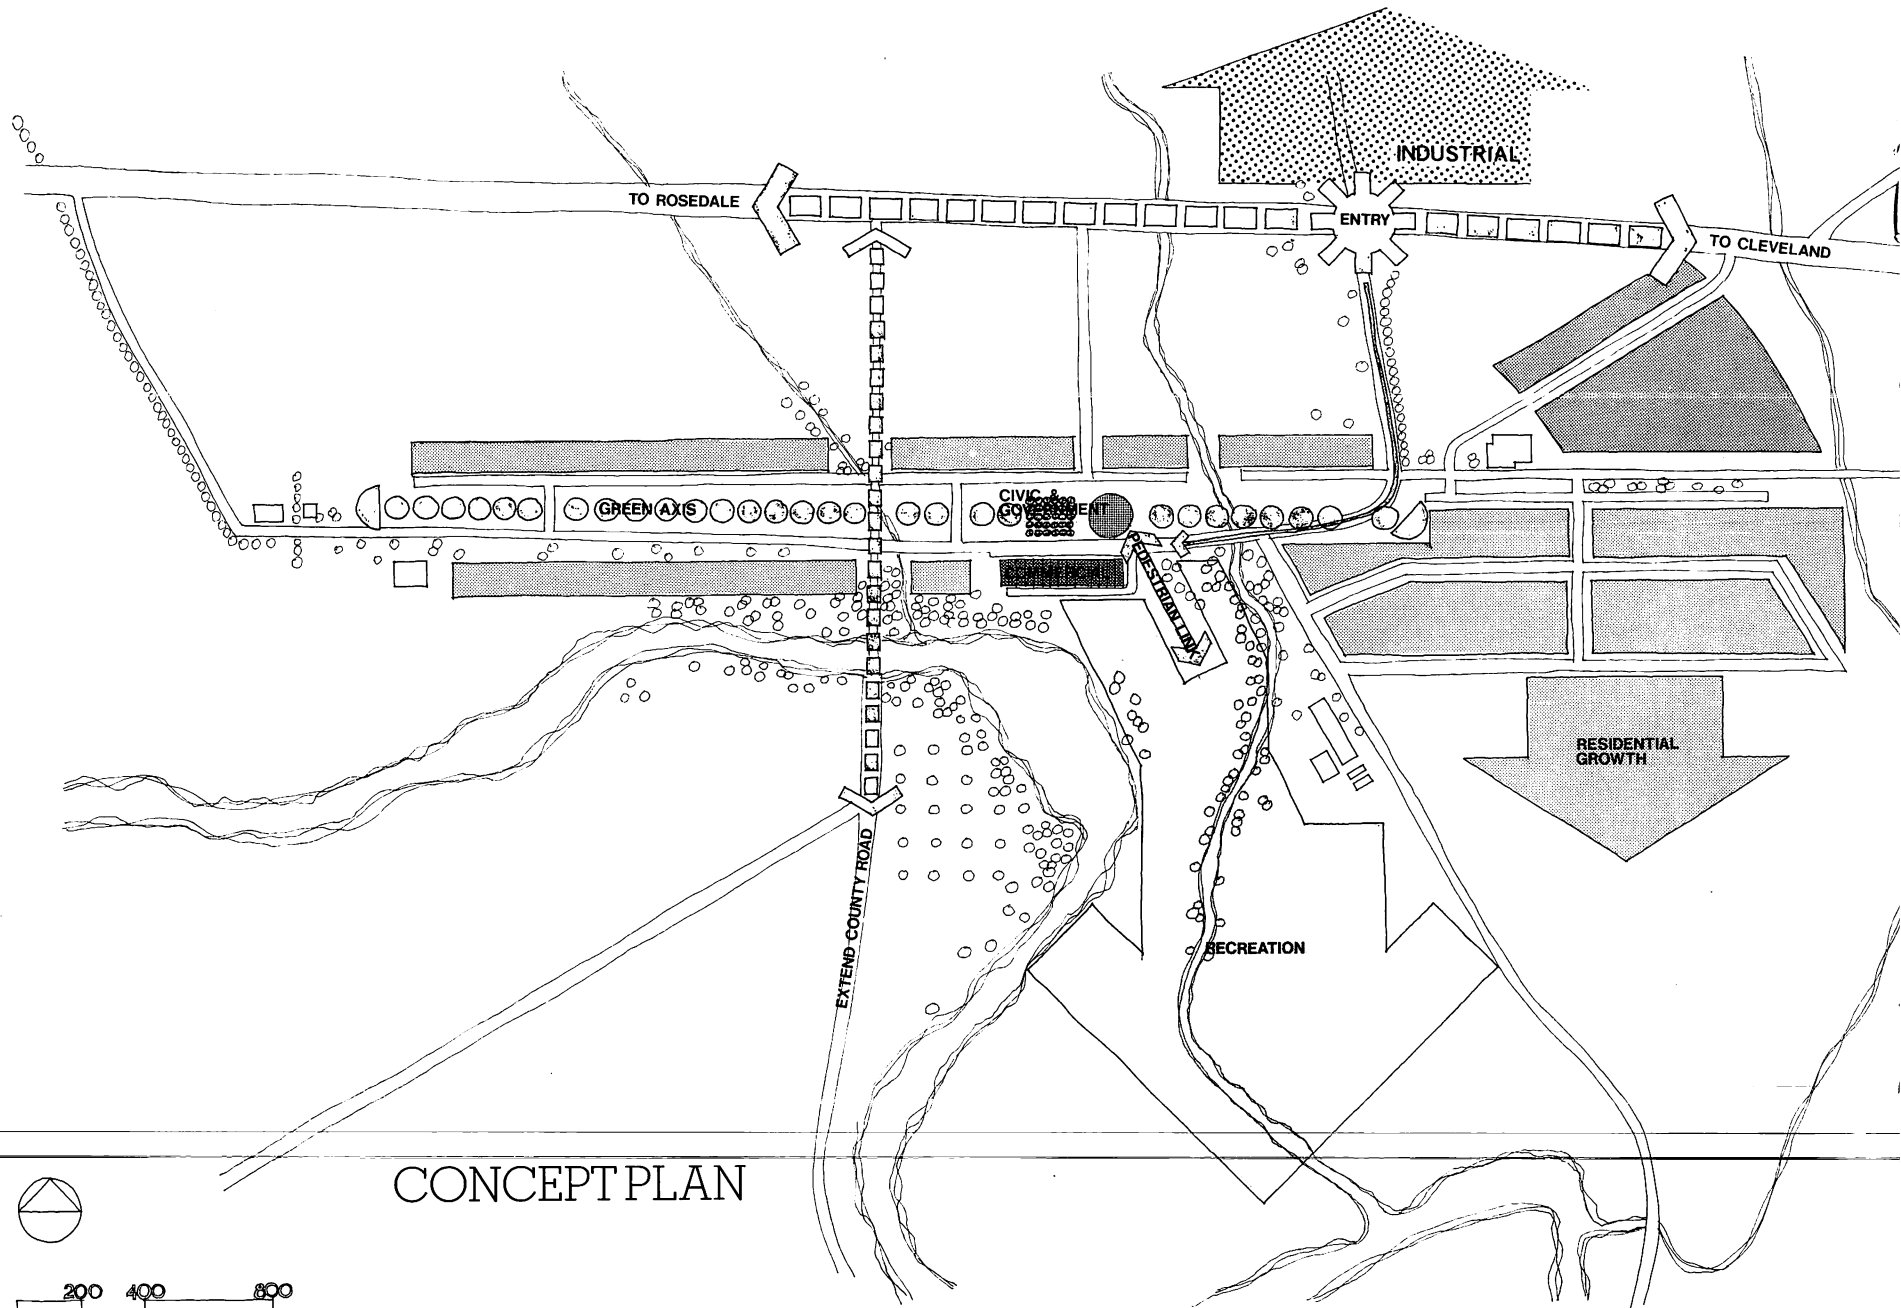 INDUSTRIAL
TO ROSEDALE
ENTRY
TO CLEVELAND
GREEN AXIS
CIVIC &
GOVERNMENT
COMMERCIAL
PEDESTRIAN LINK
RESIDENTIAL
GROWTH
EXTEND COUNTY ROAD
RECREATION
CONCEPT PLAN
200 400 800